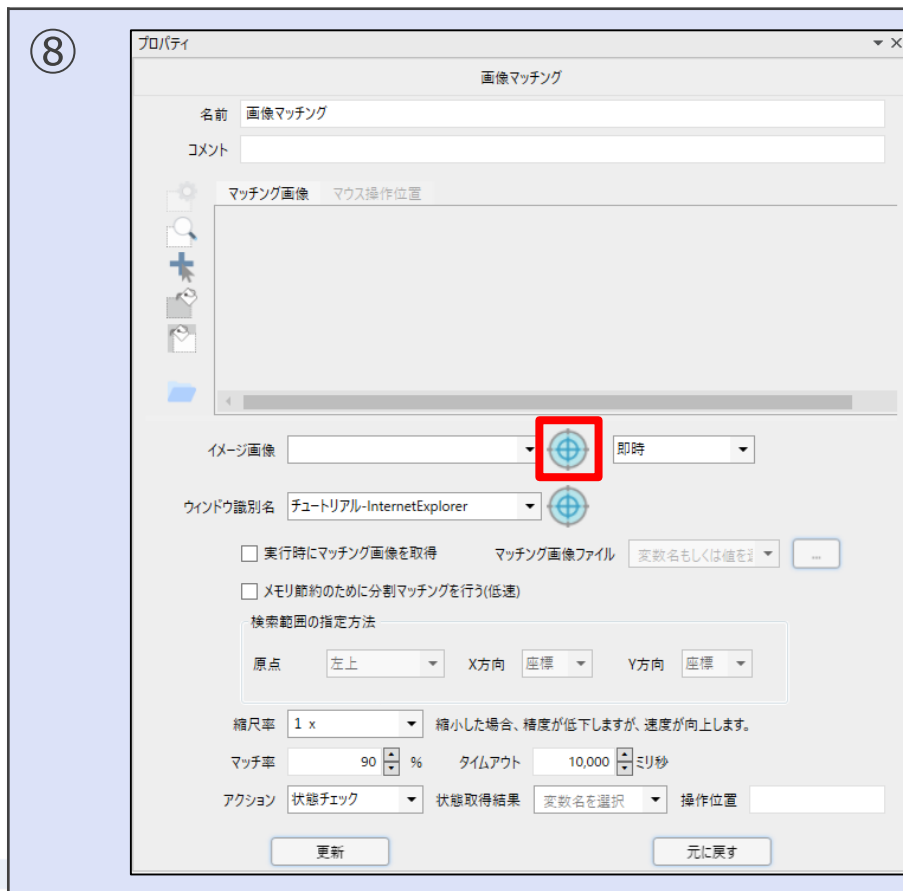 ⑧
プロパティ
画像マッチング
名前 画像マッチング
コメント
マッチング画像 マウス操作位置
イメージ画像 即時
ウィンドウ識別名 チュートリアル-InternetExplorer
実行時にマッチング画像を取得 マッチング画像ファイル 変数名もしくは値を ...
メモリ節約のために分割マッチングを行う(低速)
検索範囲の指定方法
原点 左上 X方向 座標 Y方向 座標
縮尺率 1 x 縮小した場合、精度が低下しますが、速度が向上します。
マッチ率 90 % タイムアウト 10,000 ミリ秒
アクション 状態チェック 状態取得結果 変数名を選択 操作位置
更新 元に戻す